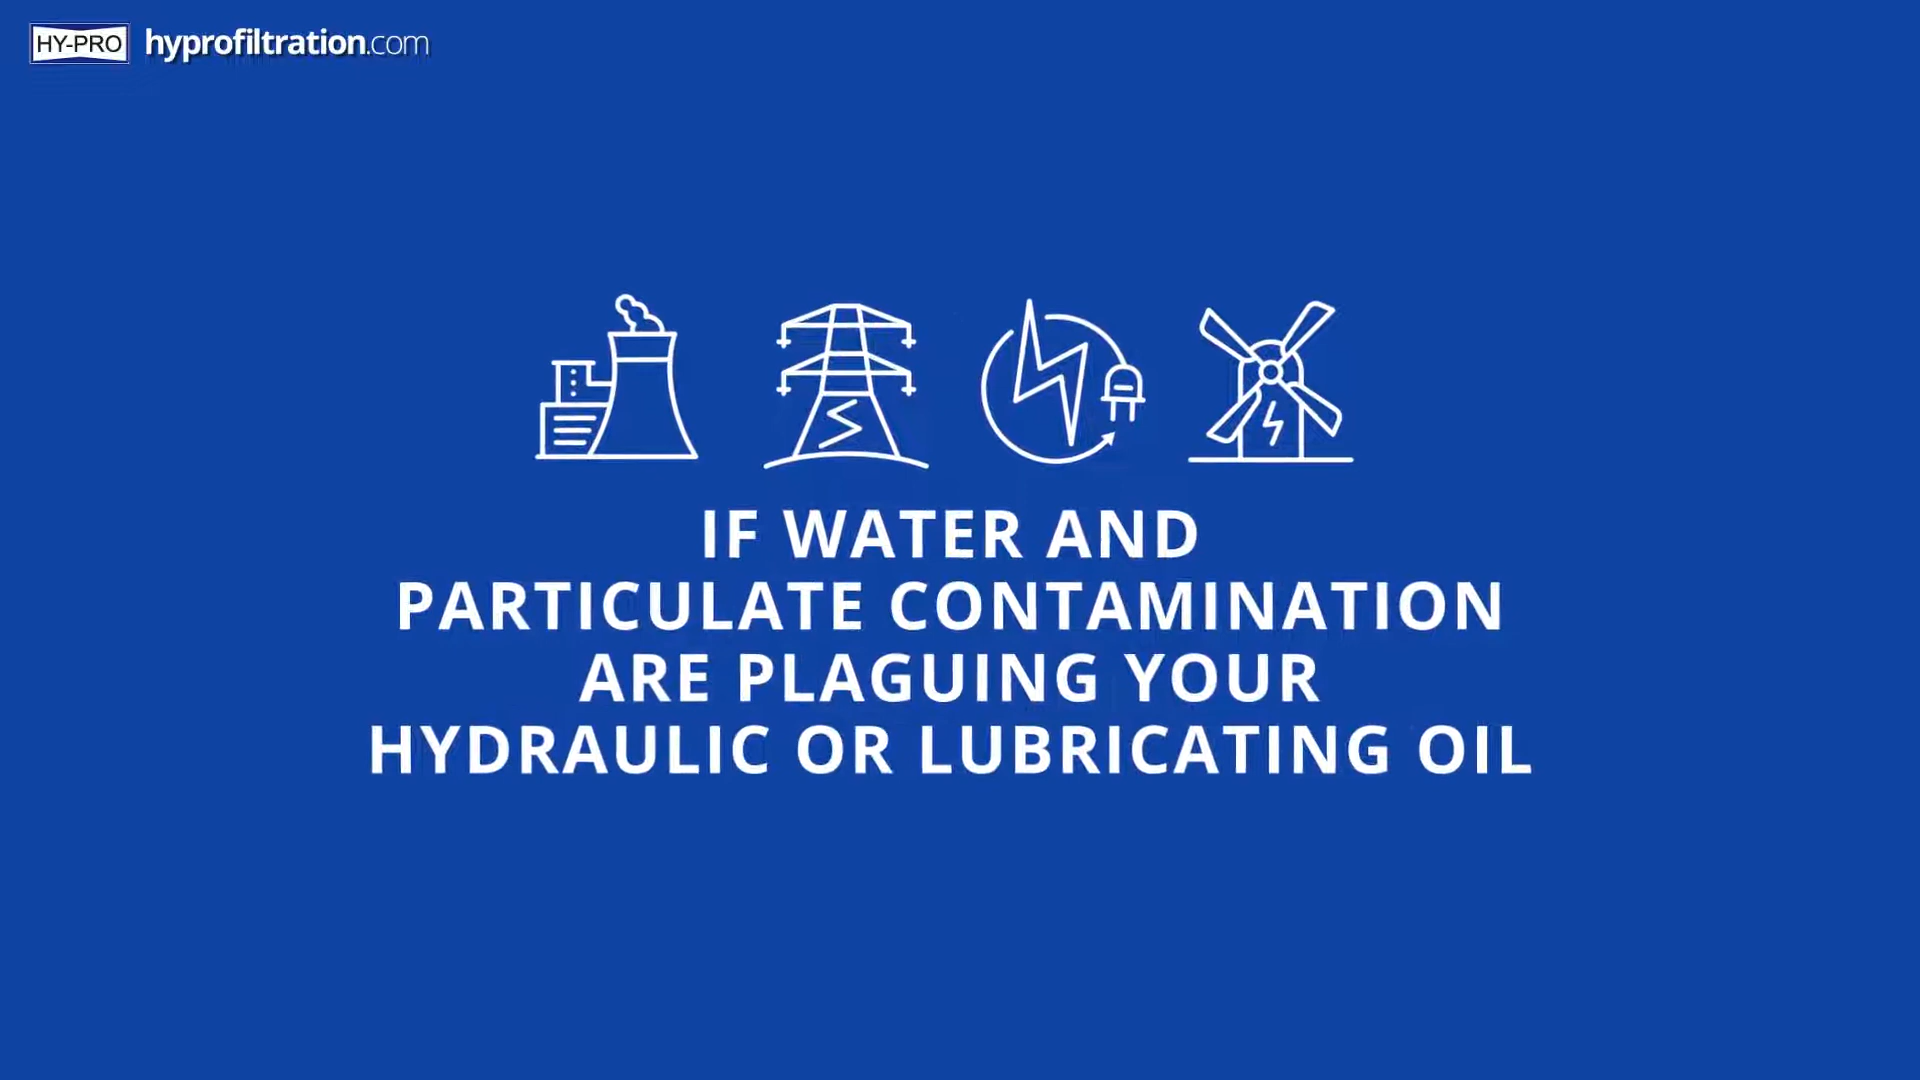 HY-PRO hyprofiltration.com
IF WATER AND
PARTICULATE CONTAMINATION
ARE PLAGUING YOUR
HYDRAULIC OR LUBRICATING OIL